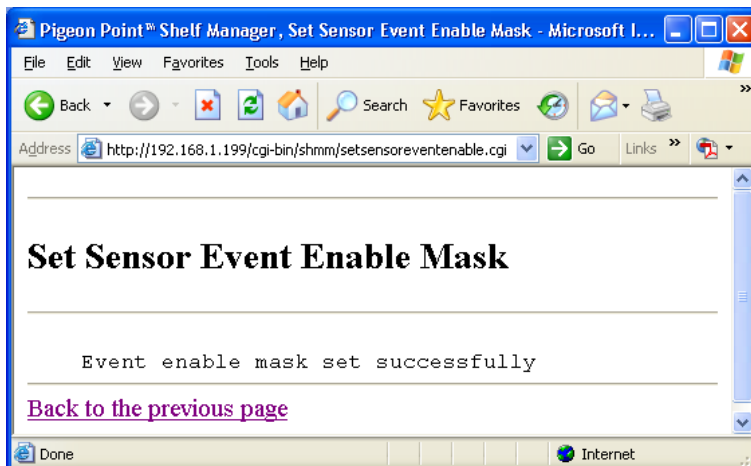 Pigeon Point™ Shelf Manager, Set Sensor Event Enable Mask - Microsoft I...
File Edit View Favorites Tools Help
Back Search Favorites »
Address http://192.168.1.199/cgi-bin/shmm/setsensoreventenable.cgi Go Links »
Set Sensor Event Enable Mask
Event enable mask set successfully
Back to the previous page
Done Internet